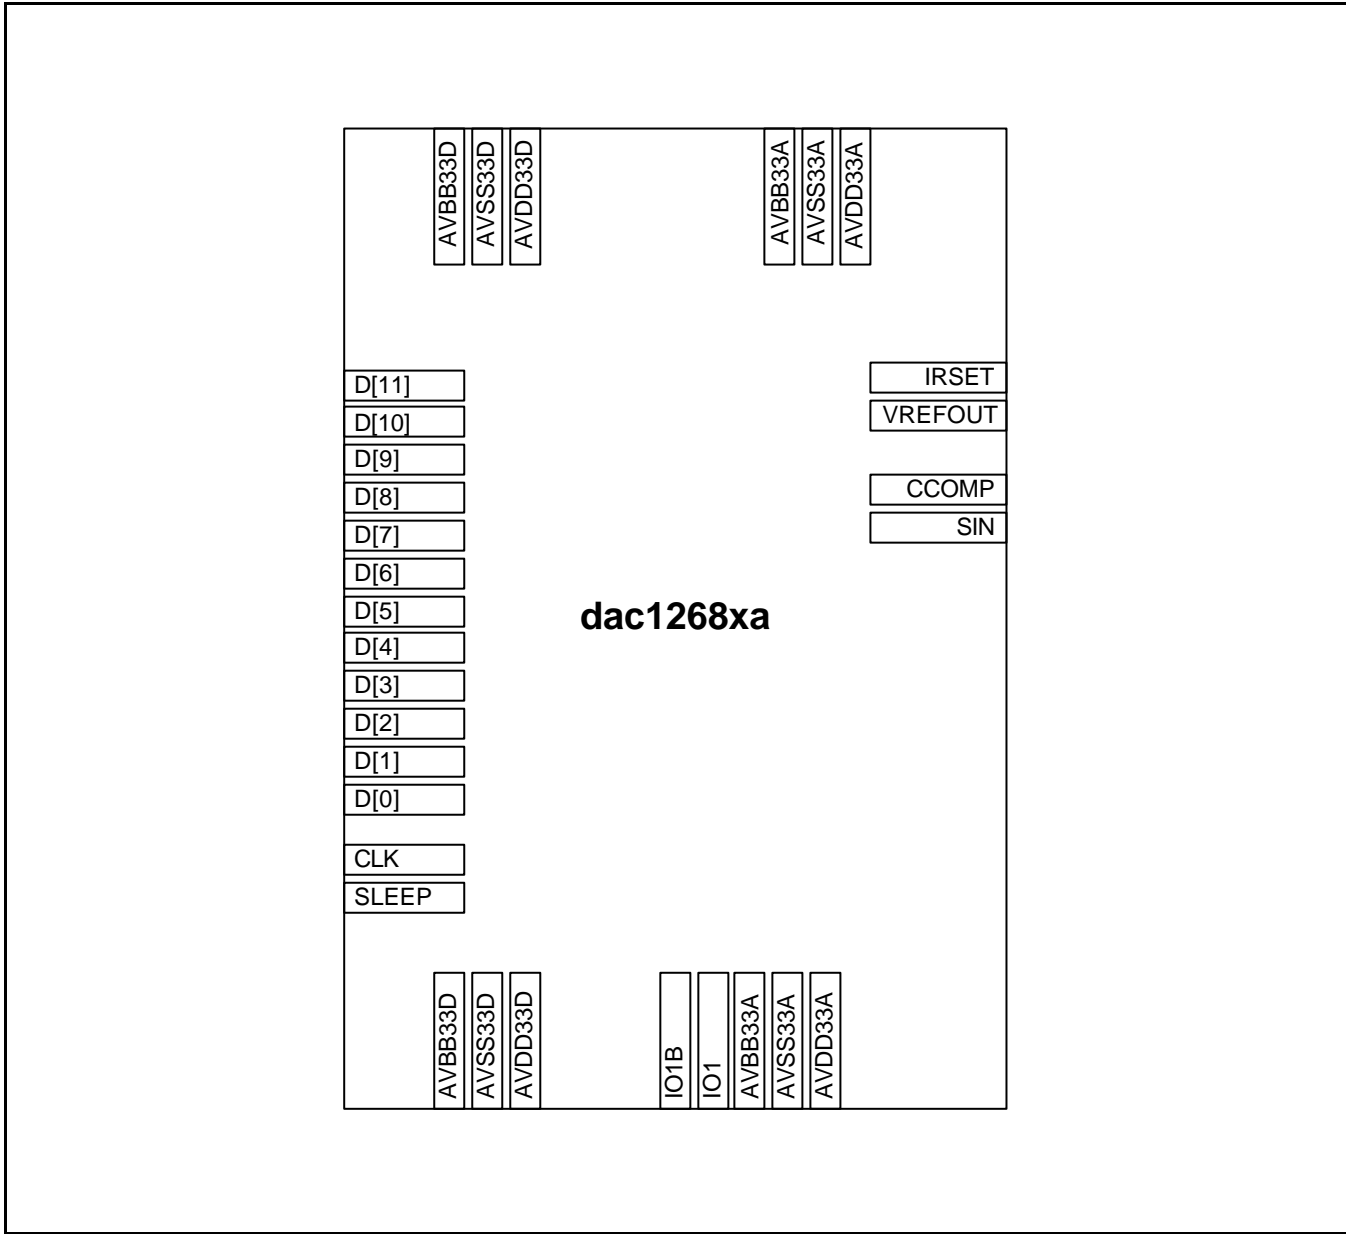 AVBB33D
AVSS33D
AVDD33D
AVBB33A
AVSS33A
AVDD33A
D[11]
D[10]
D[9]
D[8]
D[7]
D[6]
D[5]
D[4]
D[3]
D[2]
D[1]
D[0]
CLK
SLEEP
IRSET
VREFOUT
CCOMP
SIN
dac1268xa
AVBB33D
AVSS33D
AVDD33D
IO1B
IO1
AVBB33A
AVSS33A
AVDD33A